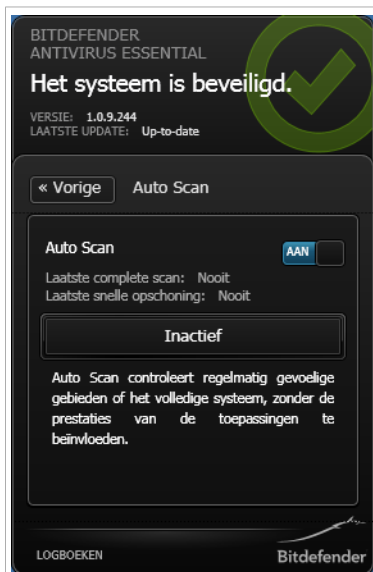 BITDEFENDER
ANTIVIRUS ESSENTIAL
Het systeem is beveiligd.
VERSIE: 1.0.9.244
LAATSTE UPDATE: Up-to-date
« Vorige Auto Scan
Auto Scan AAN
Laatste complete scan: Nooit
Laatste snelle opschoning: Nooit
Inactief
Auto Scan controleert regelmatig gevoelige
gebieden of het volledige systeem, zonder de
prestaties van de toepassingen te
beïnvloeden.
LOGBOEKEN Bitdefender